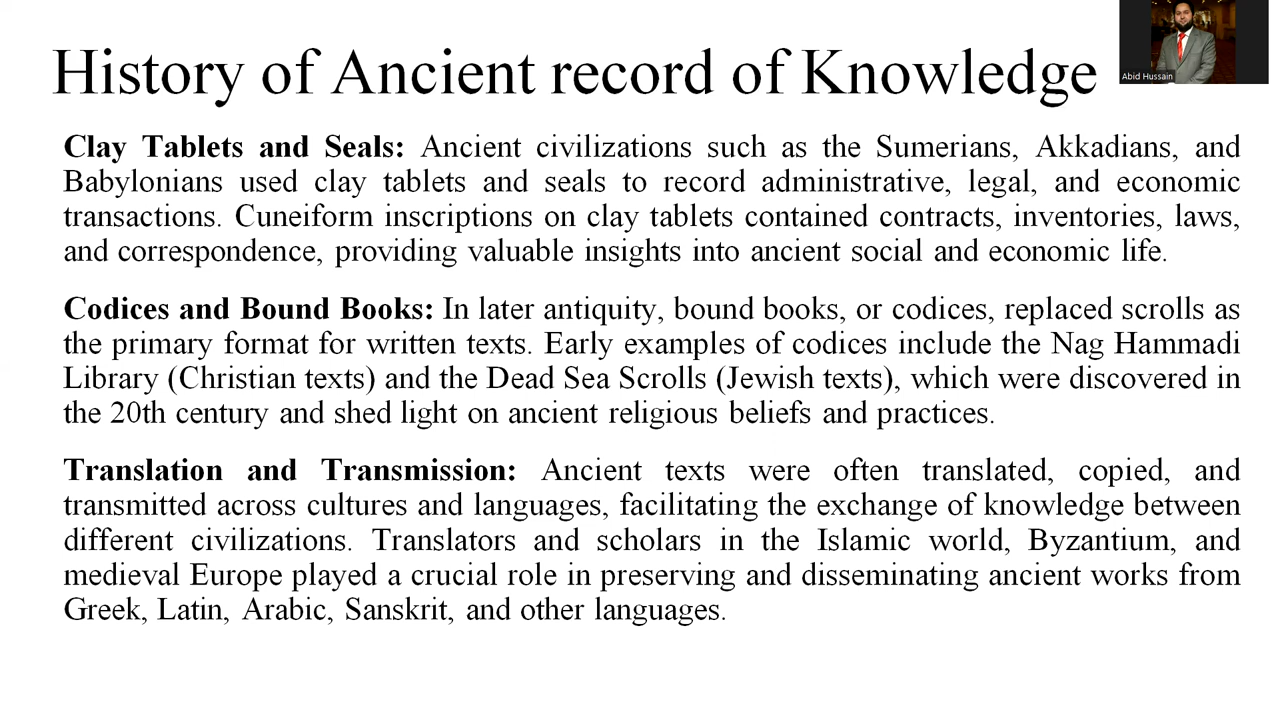 History of Ancient record of Knowledge
Abid Hussain
Clay Tablets and Seals: Ancient civilizations such as the Sumerians, Akkadians, and
Babylonians used clay tablets and seals to record administrative, legal, and economic
transactions. Cuneiform inscriptions on clay tablets contained contracts, inventories, laws,
and correspondence, providing valuable insights into ancient social and economic life.
Codices and Bound Books: In later antiquity, bound books, or codices, replaced scrolls as
the primary format for written texts. Early examples of codices include the Nag Hammadi
Library (Christian texts) and the Dead Sea Scrolls (Jewish texts), which were discovered in
the 20th century and shed light on ancient religious beliefs and practices.
Translation and Transmission: Ancient texts were often translated, copied, and
transmitted across cultures and languages, facilitating the exchange of knowledge between
different civilizations. Translators and scholars in the Islamic world, Byzantium, and
medieval Europe played a crucial role in preserving and disseminating ancient works from
Greek, Latin, Arabic, Sanskrit, and other languages.